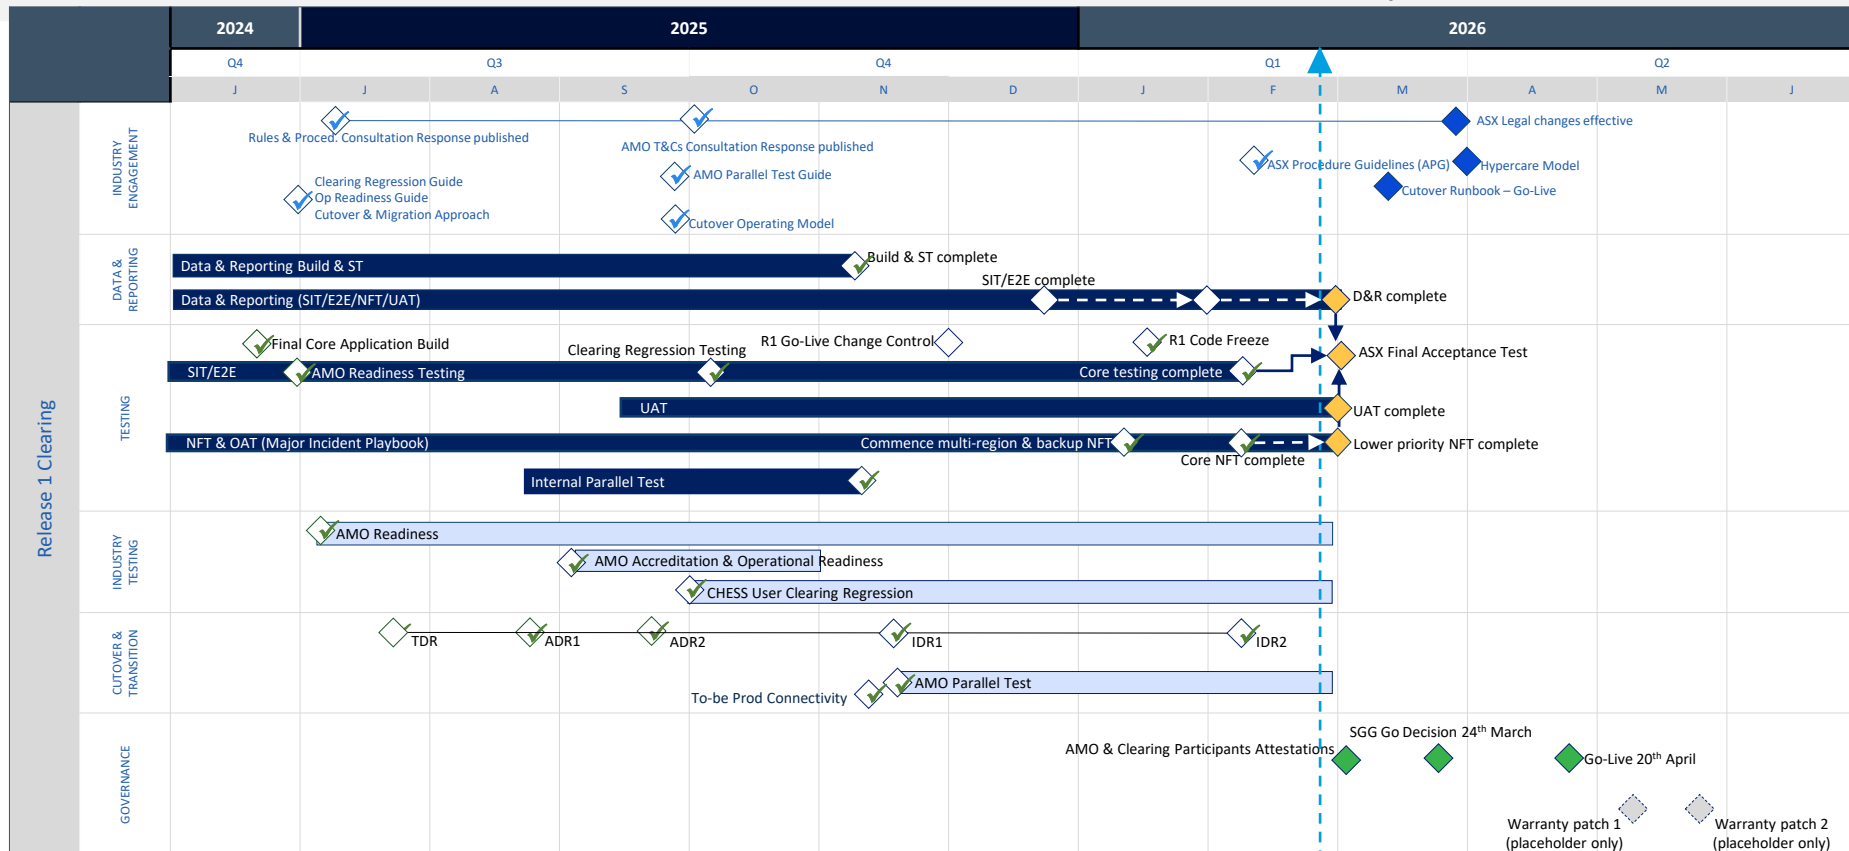 2024
2025
2026
Q4
Q3
Q4
Q1
Q2
J
J
A
S
O
N
D
J
F
M
A
M
J
Release 1 Clearing
INDUSTRY
ENGAGEMENT
Rules & Proced. Consultation Response published
AMO T&Cs Consultation Response published
ASX Legal changes effective
AMO Parallel Test Guide
ASX Procedure Guidelines (APG)
Hypercare Model
Clearing Regression Guide
Op Readiness Guide
Cutover & Migration Approach
Cutover Runbook – Go-Live
Cutover Operating Model
DATA &
REPORTING
Data & Reporting Build & ST
Build & ST complete
SIT/E2E complete
Data & Reporting (SIT/E2E/NFT/UAT)
D&R complete
TESTING
Final Core Application Build
R1 Go-Live Change Control
R1 Code Freeze
Clearing Regression Testing
ASX Final Acceptance Test
SIT/E2E
AMO Readiness Testing
Core testing complete
UAT
UAT complete
NFT & OAT (Major Incident Playbook)
Commence multi-region & backup NFT
Lower priority NFT complete
Core NFT complete
Internal Parallel Test
INDUSTRY
TESTING
AMO Readiness
AMO Accreditation & Operational Readiness
CHESS User Clearing Regression
CUTOVER &
TRANSITION
TDR
ADR1
ADR2
IDR1
IDR2
AMO Parallel Test
To-be Prod Connectivity
GOVERNANCE
SGG Go Decision 24th March
AMO & Clearing Participants Attestations
Go-Live 20th April
Warranty patch 1
(placeholder only)
Warranty patch 2
(placeholder only)